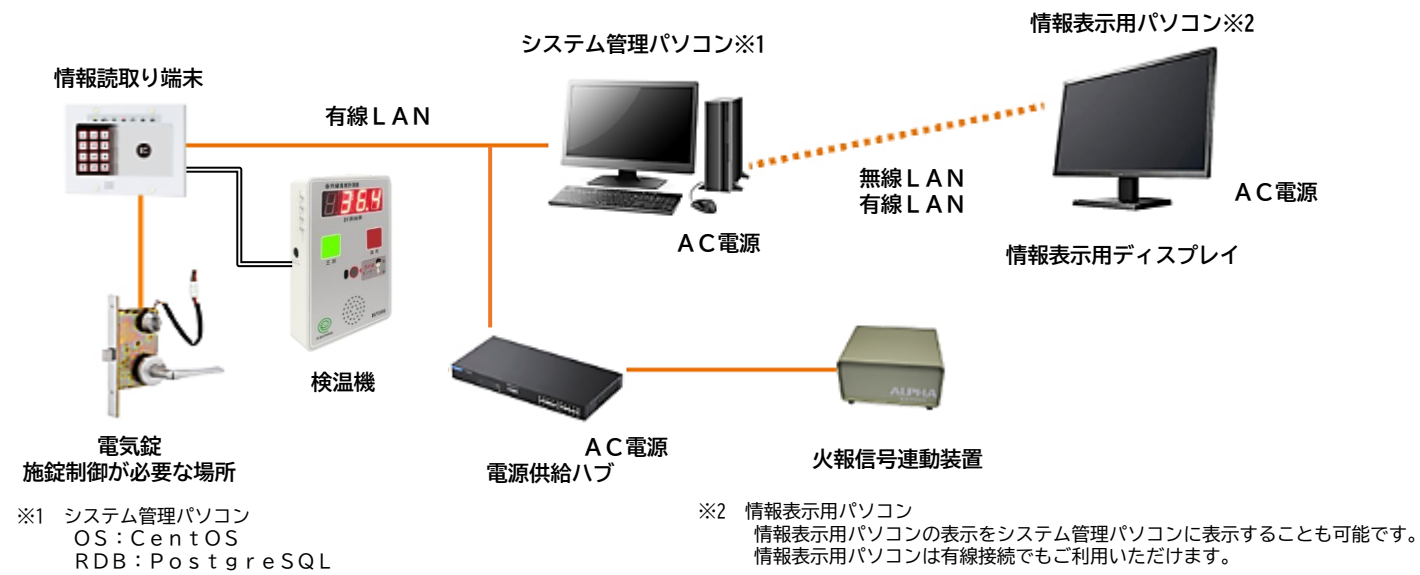 情報表示用パソコン※2
システム管理パソコン※1
情報読取り端末
有線ＬＡＮ
36.4
無線ＬＡＮ
有線ＬＡＮ
ＡＣ電源
ＡＣ電源
情報表示用ディスプレイ
検温機
ALPHA
電気錠
施錠制御が必要な場所
ＡＣ電源
電源供給ハブ
火報信号連動装置
※1　システム管理パソコン
ＯＳ：ＣｅｎｔＯＳ
ＲＤＢ：ＰｏｓｔｇｒｅＳＱＬ
※2　情報表示用パソコン
情報表示用パソコンの表示をシステム管理パソコンに表示することも可能です。
情報表示用パソコンは有線接続でもご利用いただけます。